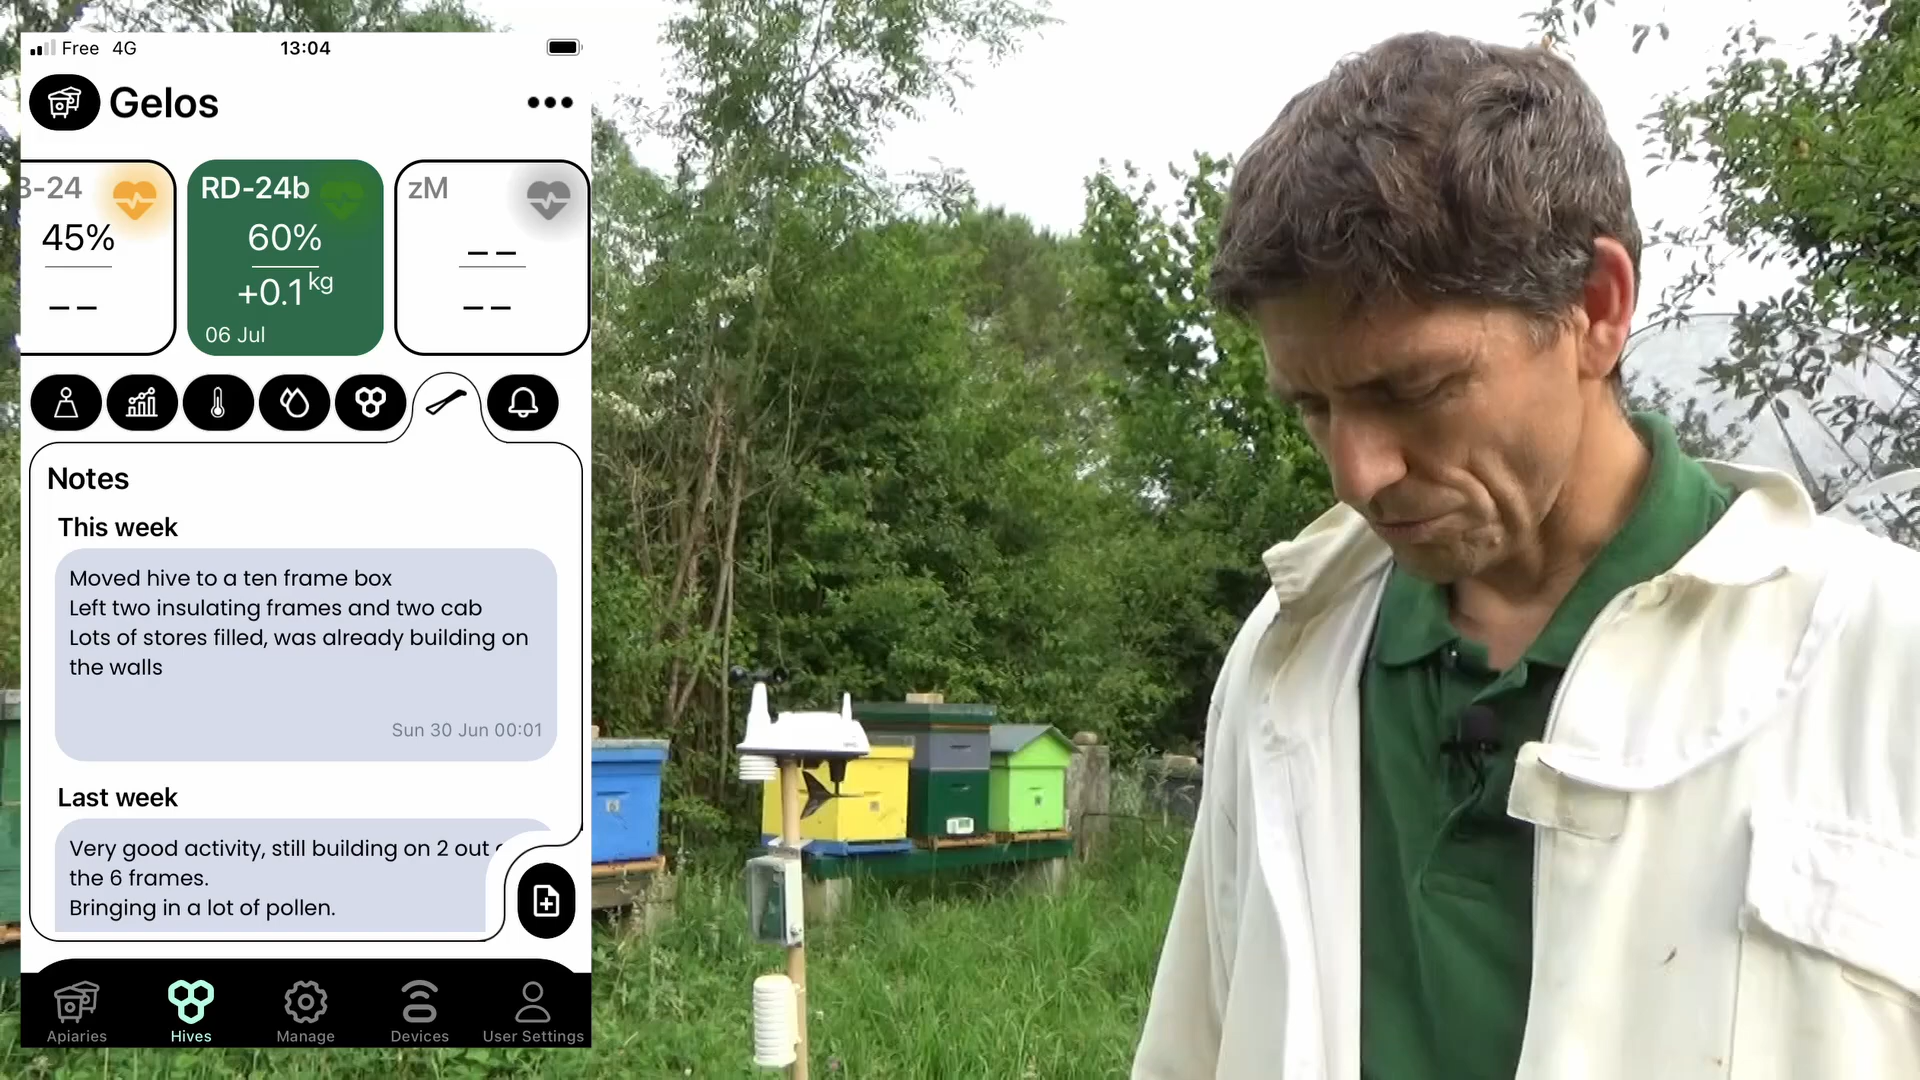 Free 4G 13:04
Gelos
-24
45%
--
RD-24b
60%
+0.1 kg
06 Jul
zM
--
--
Notes
This week
Moved hive to a ten frame box
Left two insulating frames and two cab
Lots of stores filled, was already building on
the walls
Sun 30 Jun 00:01
Last week
Very good activity, still building on 2 out
the 6 frames.
Bringing in a lot of pollen.
Apiaries Hives Manage Devices User Settings